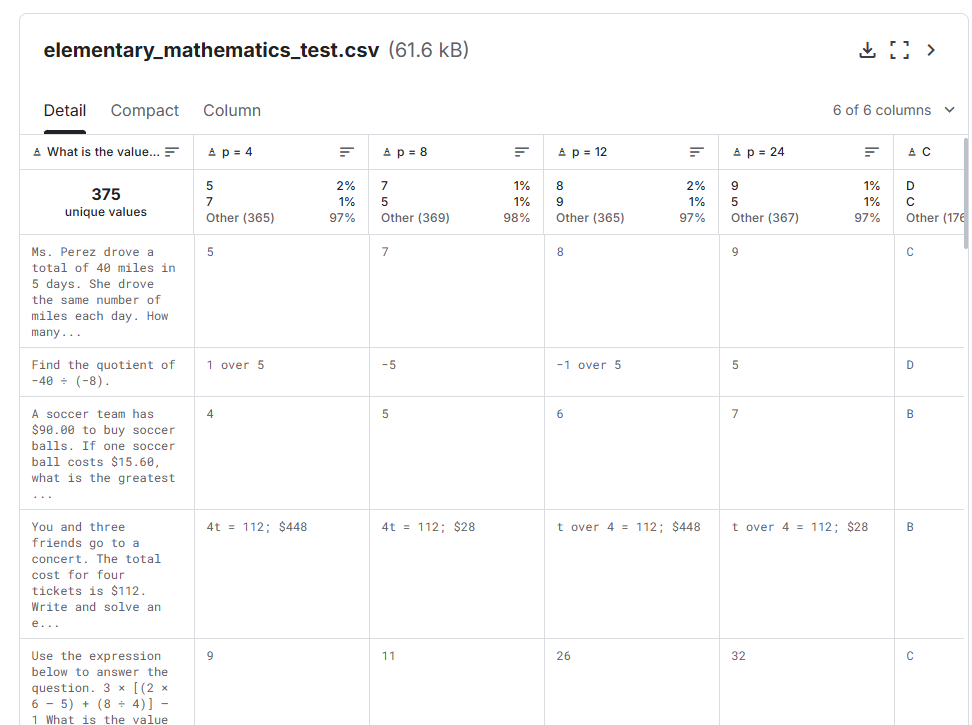 elementary_mathematics_test.csv (61.6 kB)
Detail Compact Column 6 of 6 columns
What is the value... p = 4 p = 8 p = 12 p = 24 C
375
unique values
5 2% 7 1% 8 2% 9 1% D
7 1% 5 1% 9 1% 5 1% C
Other (365) 97% Other (369) 98% Other (365) 97% Other (367) 97% Other (176
Ms. Perez drove a 5 7 8 9 C
total of 40 miles in
5 days. She drove
the same number of
miles each day. How
many...
Find the quotient of 1 over 5 -5 -1 over 5 5 D
-40 ÷ (-8).
A soccer team has 4 5 6 7 B
$90.00 to buy soccer
balls. If one soccer
ball costs $15.60,
what is the greatest
...
You and three 4t = 112; $448 4t = 112; $28 t over 4 = 112; $448 t over 4 = 112; $28 B
friends go to a
concert. The total
cost for four
tickets is $112.
Write and solve an
e...
Use the expression 9 11 26 32 C
below to answer the
question. 3 × [(2 ×
6 – 5) + (8 ÷ 4)] –
1 What is the value